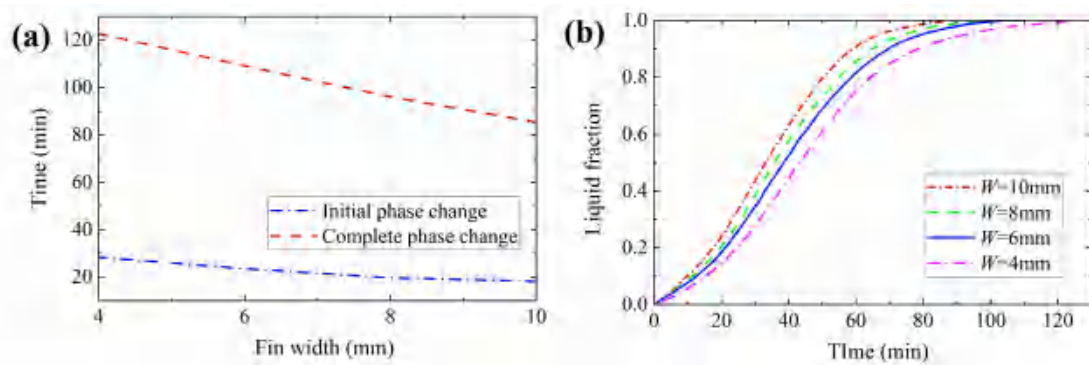 (a)
Time (min)
120
100
80
60
40
20
Initial phase change
Complete phase change
4
6
8
10
Fin width (mm)
(b)
Liquid fraction
1.0
0.8
0.6
0.4
0.2
0.0
W=10mm
W=8mm
W=6mm
W=4mm
0
20
40
60
80
100
120
TIme (min)